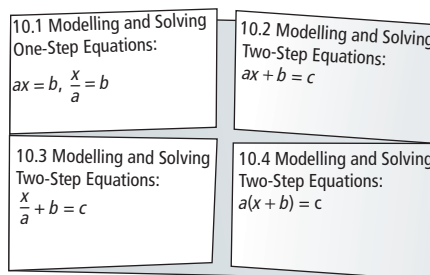 10.1 Modelling and Solving
One-Step Equations:
ax = b, x/a = b
10.2 Modelling and Solving
Two-Step Equations:
ax + b = c
10.3 Modelling and Solving
Two-Step Equations:
x/a + b = c
10.4 Modelling and Solving
Two-Step Equations:
a(x + b) = c